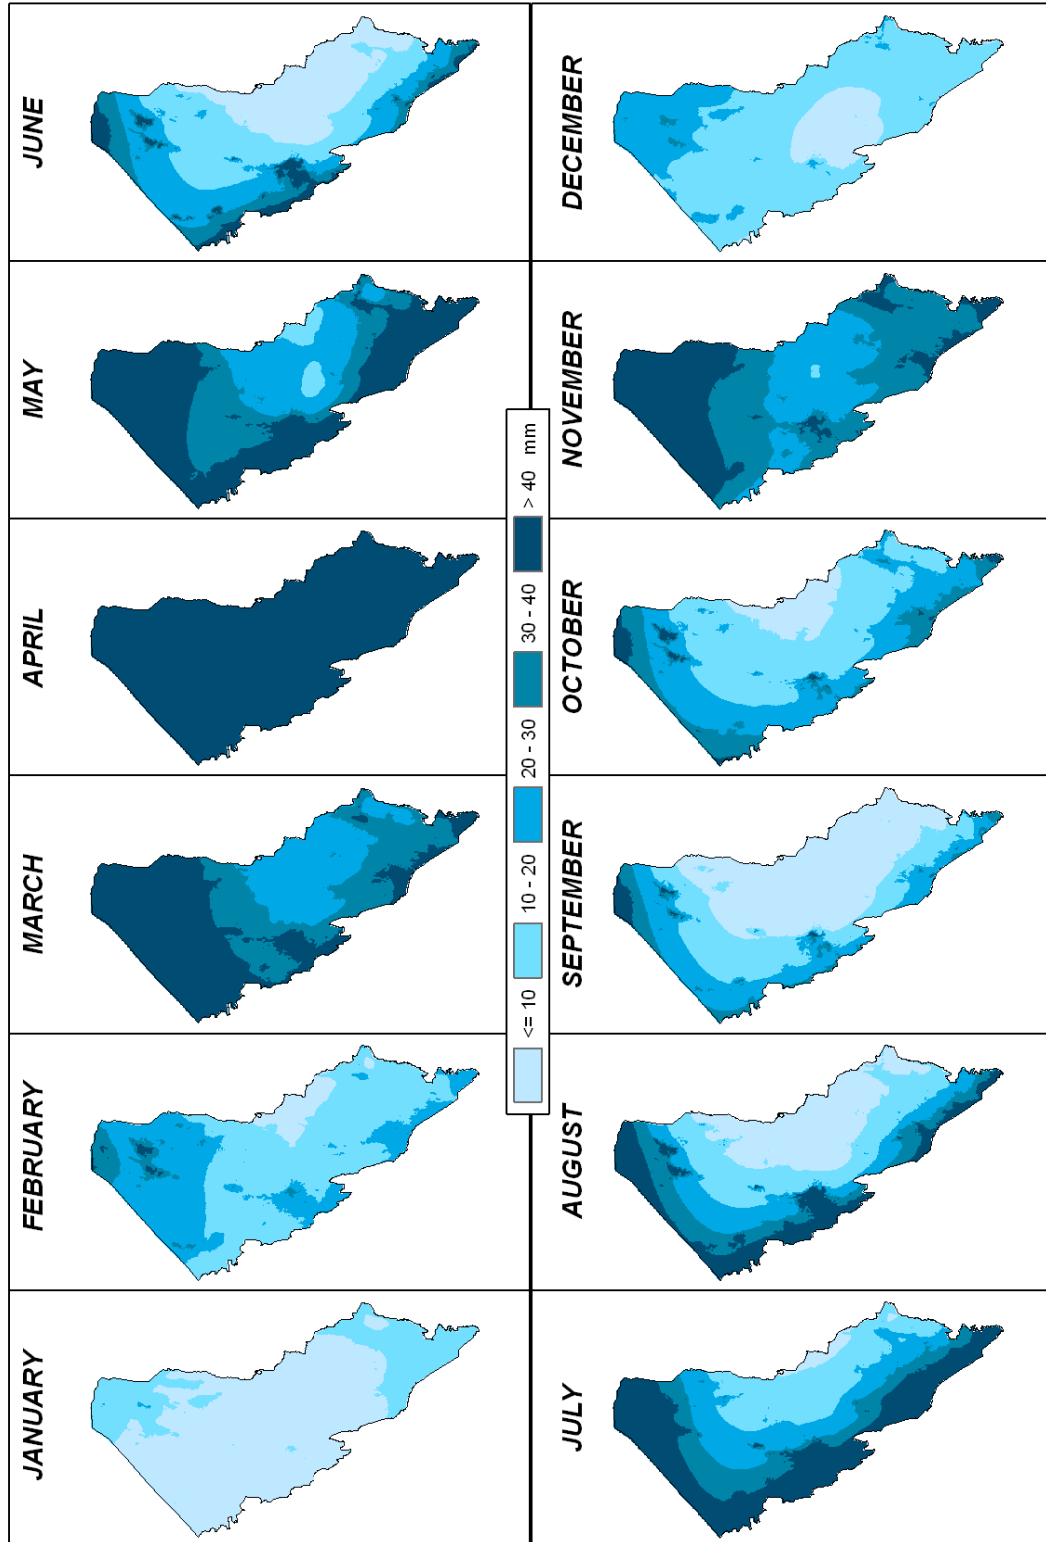 JANUARY
FEBRUARY
MARCH
APRIL
MAY
JUNE
<= 10 10 - 20 20 - 30 30 - 40 > 40 mm
JULY
AUGUST
SEPTEMBER
OCTOBER
NOVEMBER
DECEMBER